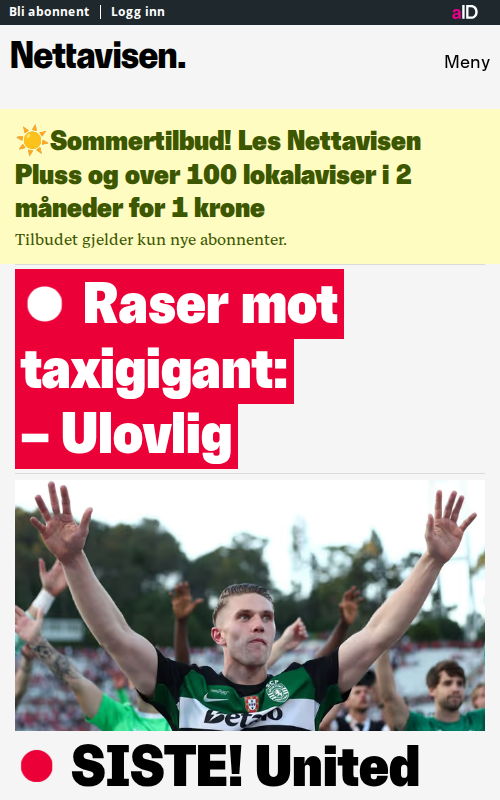 Bli abonnent | Logg inn
aID
Nettavisen.
Meny
Sommertilbud! Les Nettavisen
Pluss og over 100 lokalaviser i 2
måneder for 1 krone
Tilbudet gjelder kun nye abonnenter.
Raser mot
taxigigant:
– Ulovlig
SCP
Betano
SISTE! United